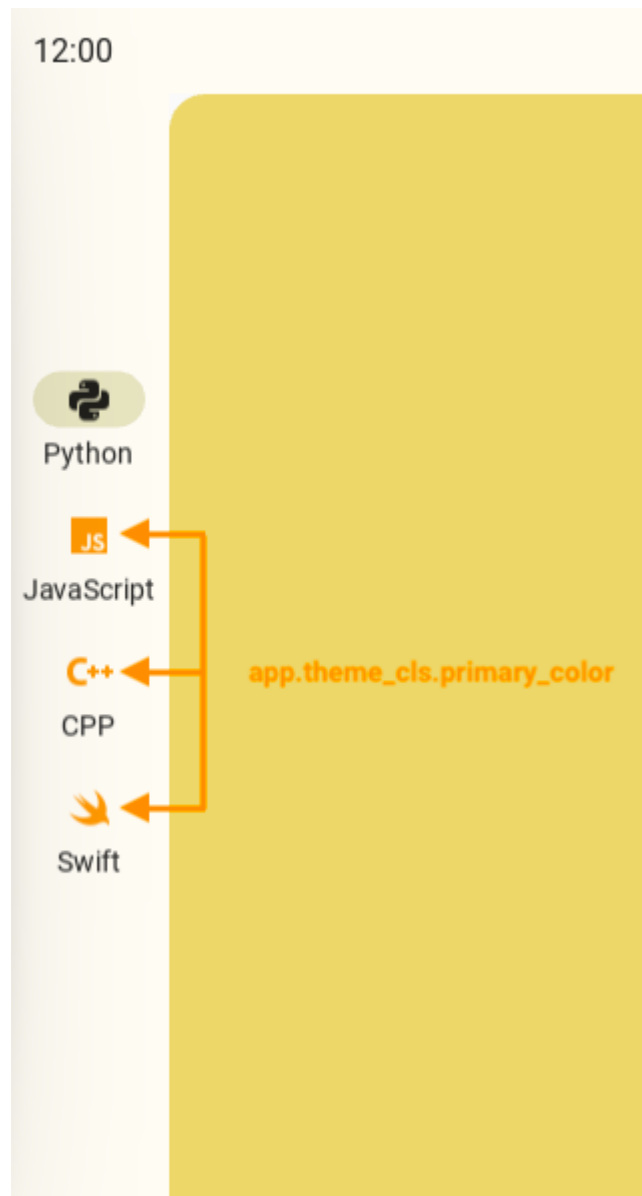 12:00
Python
JS
JavaScript
C++
app.theme_cls.primary_color
CPP
Swift